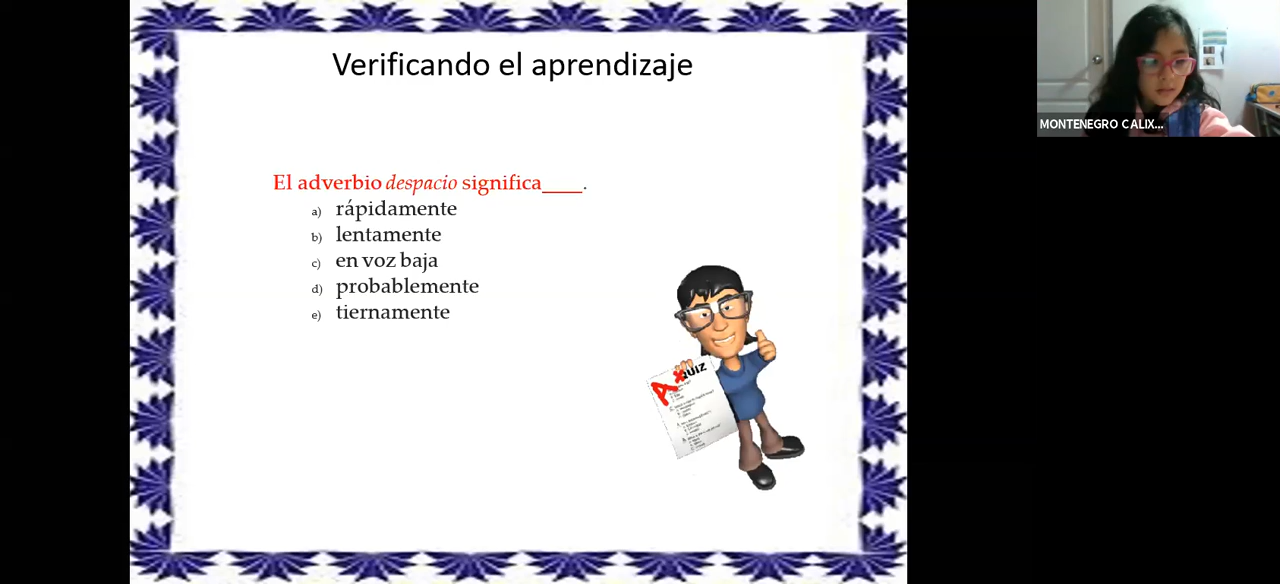 Verificando el aprendizaje
El adverbio despacio significa____.
a) rápidamente
b) lentamente
c) en voz baja
d) probablemente
e) tiernamente
QUIZ
A+
MONTENEGRO CALIX...